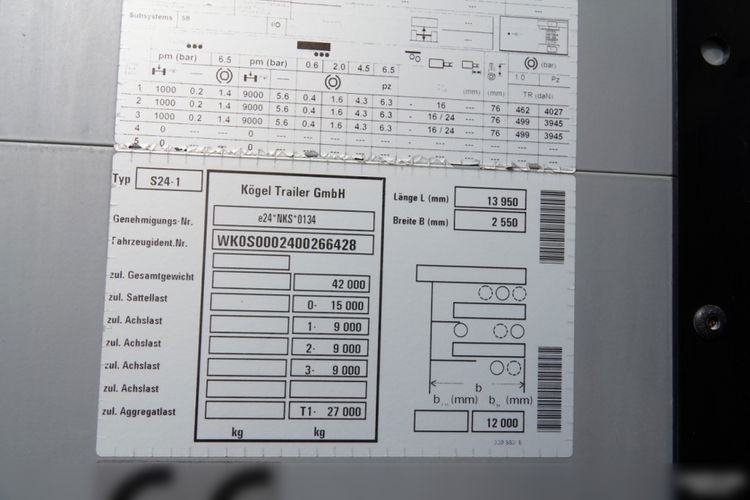 Subsystems 5B
pm (bar) 6.5 pm (bar) 0.6 2.0 4.5 6.5 (bar)
pz 1.0 Pz
(mm) (mm) TR (daN)
1 1000 0.2 1.4 9000 5.6 0.4 1.6 4.3 6.3 - 16 --- 76 462 4027
2 1000 0.2 1.4 9000 5.6 0.4 1.6 4.3 6.3 - 16 / 24 --- 76 499 3945
3 1000 0.2 1.4 9000 5.6 0.4 1.6 4.3 6.3 - 16 / 24 --- 76 499 3945
4 0 --- --- --- --- --- --- --- --- --- --- ---
5 0
Typ S24-1
Kögel Trailer GmbH
Länge L (mm) 13 950
Genehmigungs-Nr. e24*NKS*0134
Breite B (mm) 2 550
Fahrzeugident.Nr. WK0S0002400266428
zul. Gesamtgewicht 42 000
zul. Sattellast 0- 15 000
zul. Achslast 1- 9 000
zul. Achslast 2- 9 000
zul. Achslast 3- 9 000
zul. Achslast
zul. Aggregatlast T1- 27 000
kg kg
b
b (mm) b (mm)
12 000